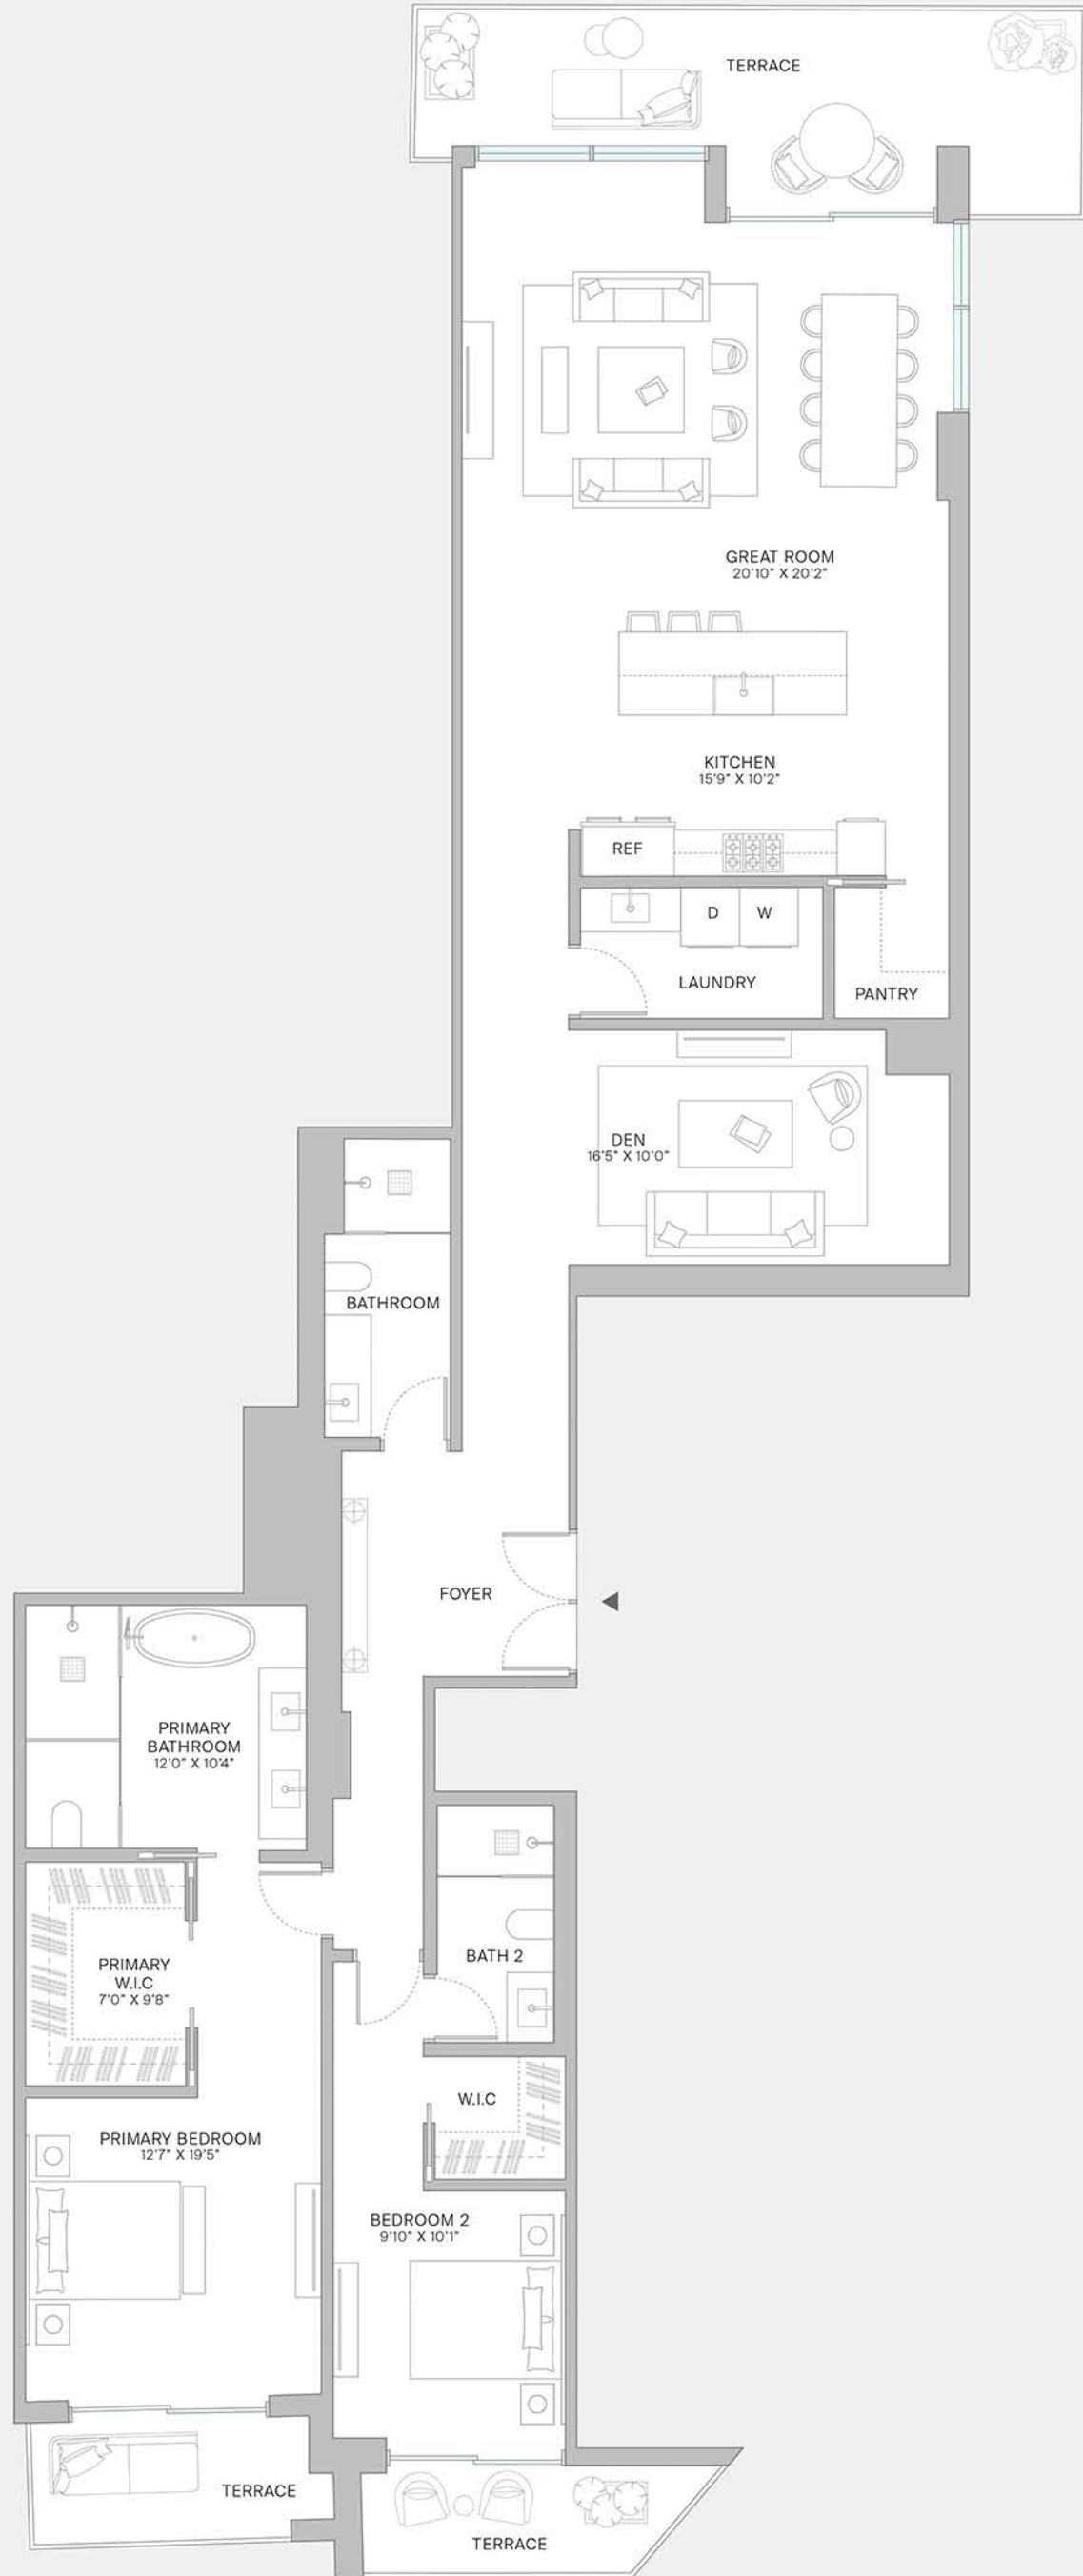 TERRACE
GREAT ROOM
20'10" X 20'2"
KITCHEN
15'9" X 10'2"
REF
D
W
LAUNDRY
PANTRY
DEN
16'5" X 10'0"
BATHROOM
FOYER
PRIMARY
BATHROOM
12'0" X 10'4"
BATH 2
PRIMARY
W.I.C
7'0" X 9'8"
W.I.C
PRIMARY BEDROOM
12'7" X 19'5"
BEDROOM 2
9'10" X 10'1"
TERRACE
TERRACE